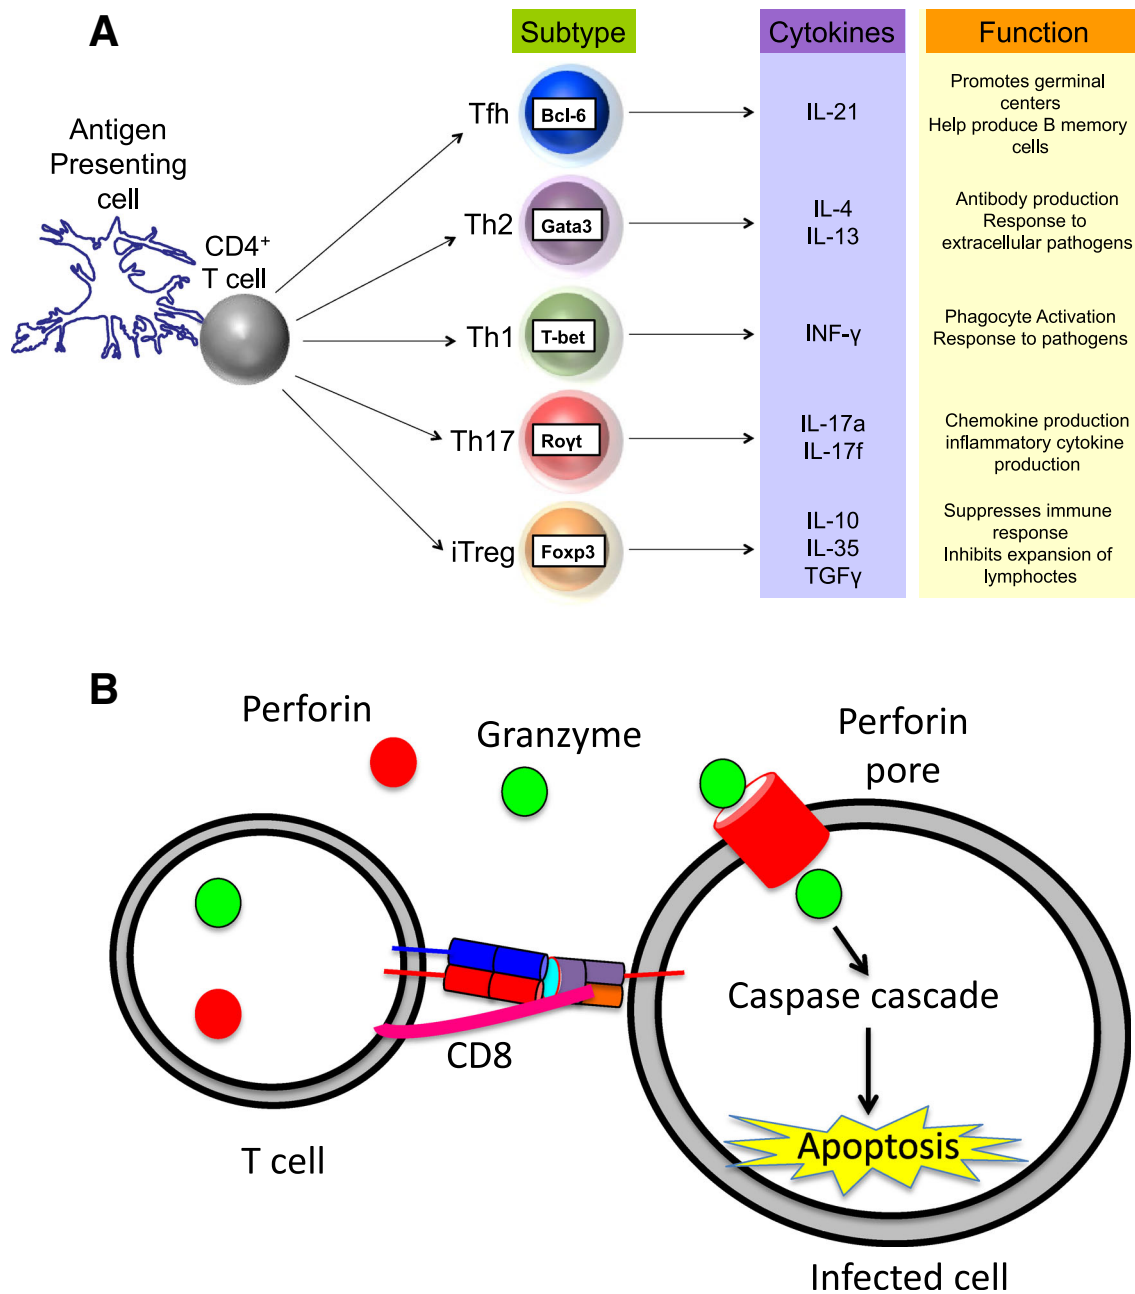 A
Subtype
Cytokines
Function
Antigen
Presenting
cell
CD4+
T cell
Tfh
Bcl-6
IL-21
Promotes germinal
centers
Help produce B memory
cells
Th2
Gata3
IL-4
IL-13
Antibody production
Response to
extracellular pathogens
Th1
T-bet
INF-γ
Phagocyte Activation
Response to pathogens
Th17
Roγt
IL-17a
IL-17f
Chemokine production
inflammatory cytokine
production
iTreg
Foxp3
IL-10
IL-35
TGFγ
Suppresses immune
response
Inhibits expansion of
lymphoctes
B
Perforin
Granzyme
Perforin
pore
Caspase cascade
CD8
Apoptosis
T cell
Infected cell